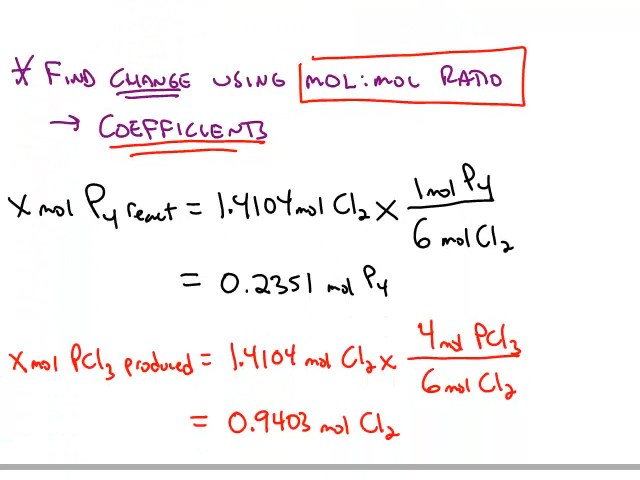 * FIND CHANGE USING MOL:MOL RATIO
→ COEFFICIENTS
x mol P₄ react = 1.4104 mol Cl₂ × 1 mol P₄ / 6 mol Cl₂
= 0.2351 mol P₄
x mol PCl₃ produced = 1.4104 mol Cl₂ × 4 mol PCl₃ / 6 mol Cl₂
= 0.9403 mol Cl₂